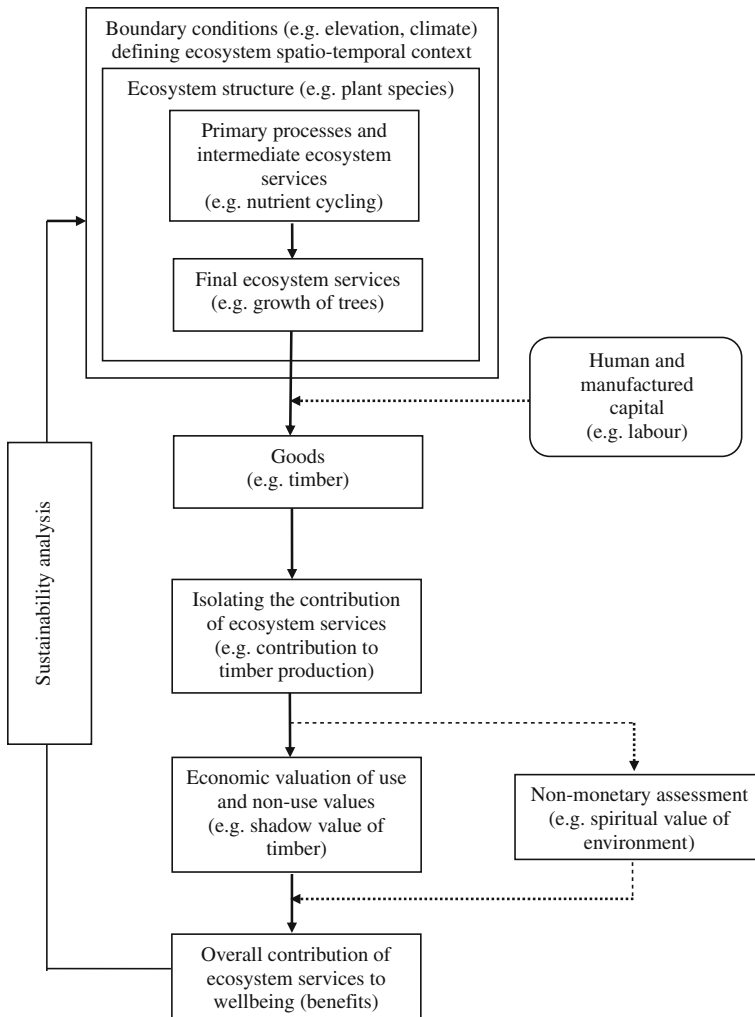 Boundary conditions (e.g. elevation, climate)
defining ecosystem spatio-temporal context
Ecosystem structure (e.g. plant species)
Primary processes and
intermediate ecosystem
services
(e.g. nutrient cycling)
Final ecosystem services
(e.g. growth of trees)
Human and
manufactured
capital
(e.g. labour)
Goods
(e.g. timber)
Sustainability analysis
Isolating the contribution
of ecosystem services
(e.g. contribution to
timber production)
Economic valuation of use
and non-use values
(e.g. shadow value of
timber)
Non-monetary assessment
(e.g. spiritual value of
environment)
Overall contribution of
ecosystem services to
wellbeing (benefits)